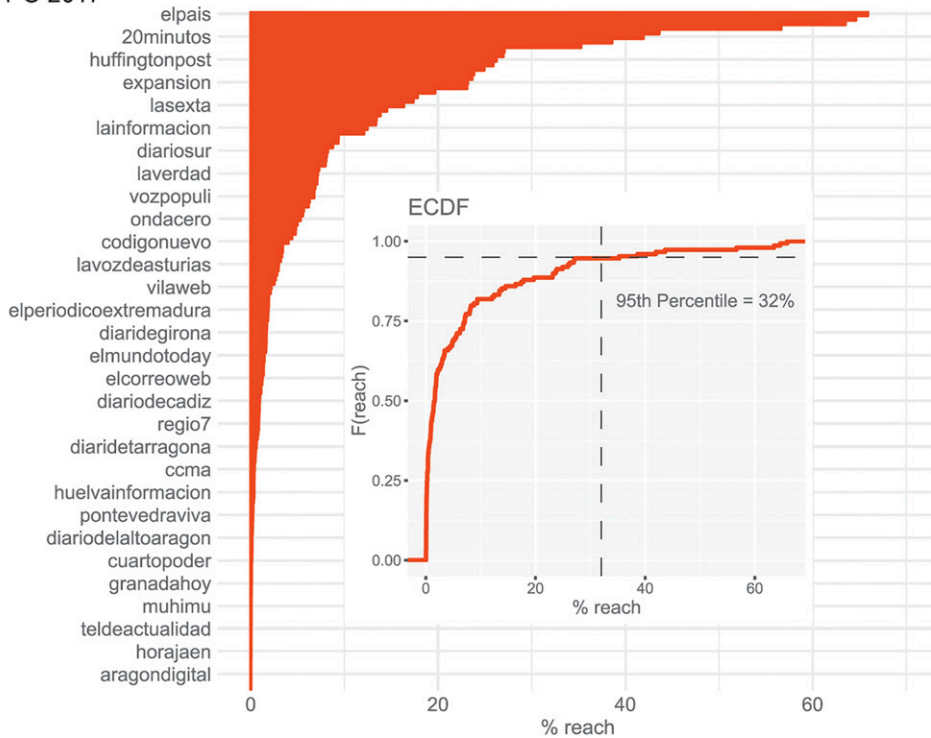 2017
elpais
20minutos
huffingtonpost
expansion
lasexta
lainformacion
diariosur
laverdad
vozpopuli
ondacero
codigonuevo
lavozdeasturias
vilaweb
elperiodicoextremadura
diaridegirona
elmundotoday
elcorreoweb
diariodecadiz
regio7
diaridetarragona
ccma
huelvainformacion
pontevedraviva
diariodelaltoaragon
cuartopoder
granadahoy
muhimu
teldeactualidad
horajaen
aragondigital
0 20 40 60
% reach
ECDF
1.00
0.75
0.50
0.25
0.00
F(reach)
95th Percentile = 32%
0 20 40 60
% reach